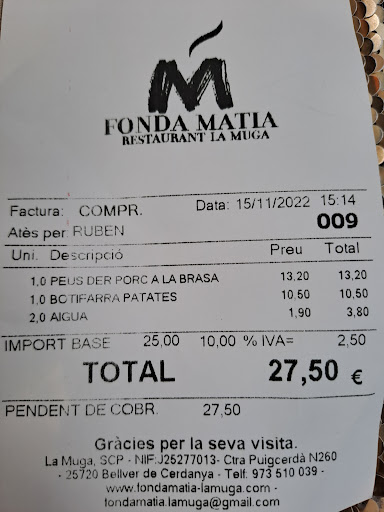 M
FONDA MATIA
RESTAURANT LA MUGA
Factura: COMPR. Data: 15/11/2022 15:14
Atès per RUBEN 009
Uni. Descripció Preu Total
1,0 PEUS DER PORC A LA BRASA 13,20 13,20
1,0 BOTIFARRA PATATES 10,50 10,50
2,0 AIGUA 1,90 3,80
IMPORT BASE 25,00 10,00 % IVA= 2,50
TOTAL 27,50 €
PENDENT DE COBR. 27,50
Gràcies per la seva visita.
La Muga, SCP - NIF:J25277013- Ctra Puigcerdà N260
- 25720 Bellver de Cerdanya - Telf: 973 510 039 -
www.fondamatia-lamuga.com -
fondamatia.lamuga@gmail.com